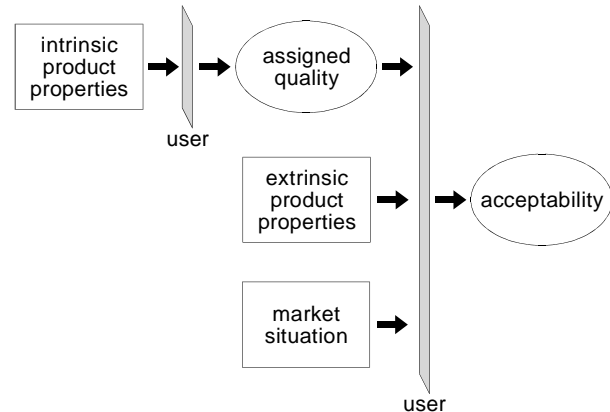 intrinsic
product
properties
user
assigned
quality
extrinsic
product
properties
market
situation
user
acceptability